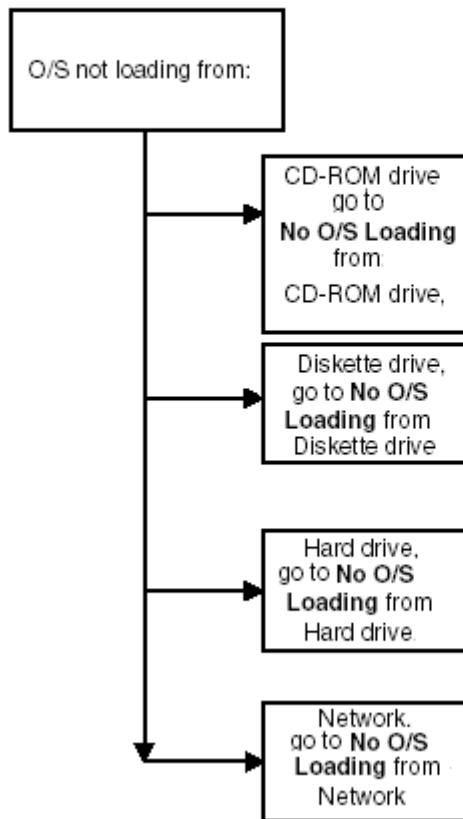 O/S not loading from:
CD-ROM drive
go to
No O/S Loading
from:
CD-ROM drive,
Diskette drive,
go to No O/S
Loading from
Diskette drive
Hard drive,
go to No O/S
Loading from
Hard drive.
Network.
go to No O/S
Loading from
Network